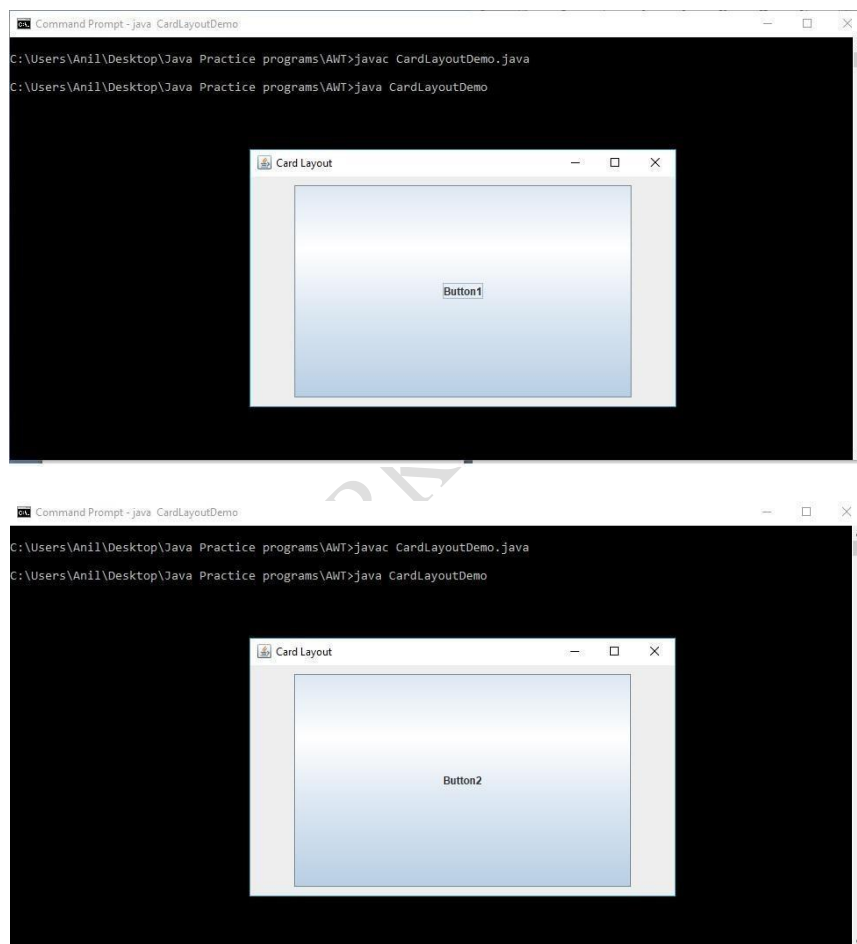 Command Prompt - java CardLayoutDemo
C:\Users\Anil\Desktop\Java Practice programs\AWT>javac CardLayoutDemo.java
C:\Users\Anil\Desktop\Java Practice programs\AWT>java CardLayoutDemo
Card Layout
Button1
Command Prompt - java CardLayoutDemo
C:\Users\Anil\Desktop\Java Practice programs\AWT>javac CardLayoutDemo.java
C:\Users\Anil\Desktop\Java Practice programs\AWT>java CardLayoutDemo
Card Layout
Button2